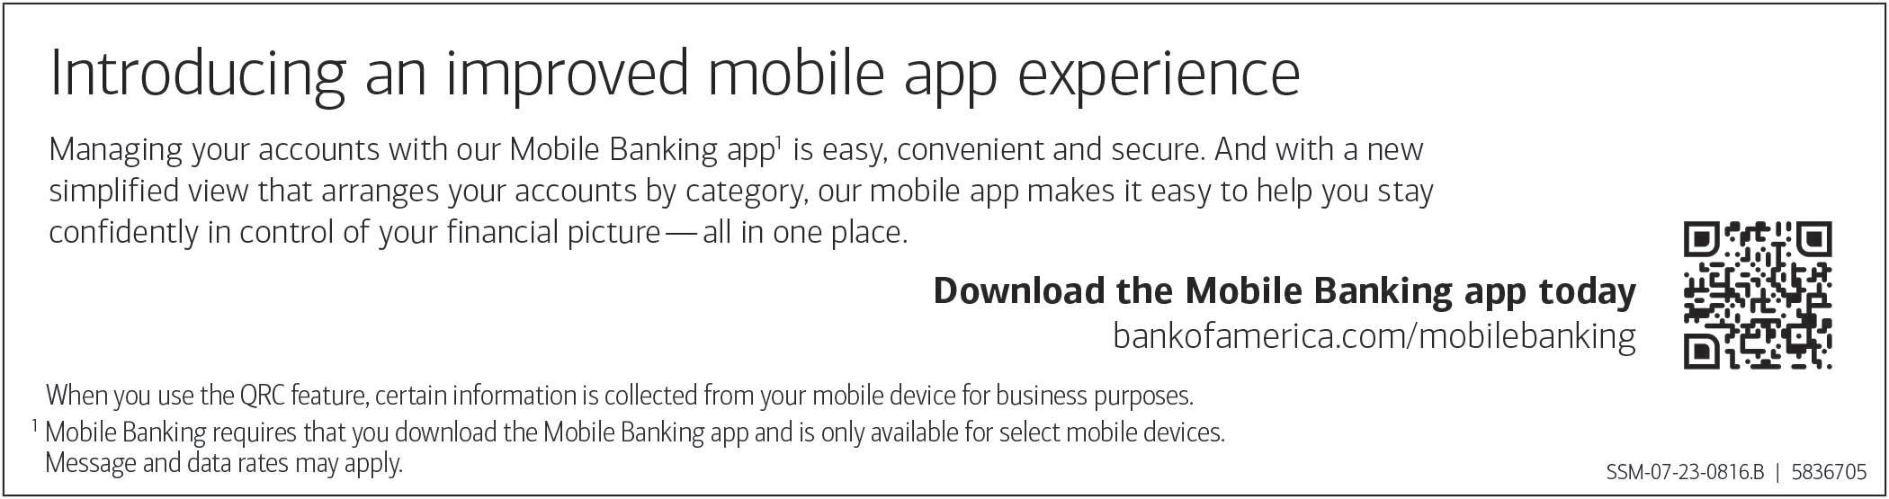 Introducing an improved mobile app experience
Managing your accounts with our Mobile Banking app¹ is easy, convenient and secure. And with a new
simplified view that arranges your accounts by category, our mobile app makes it easy to help you stay
confidently in control of your financial picture — all in one place.
Download the Mobile Banking app today
bankofamerica.com/mobilebanking
When you use the QRC feature, certain information is collected from your mobile device for business purposes.
¹ Mobile Banking requires that you download the Mobile Banking app and is only available for select mobile devices.
Message and data rates may apply.
SSM-07-23-0816.B | 5836705